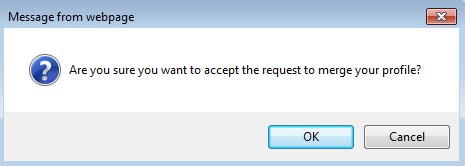 Message from webpage
Are you sure you want to accept the request to merge your profile?
OK
Cancel